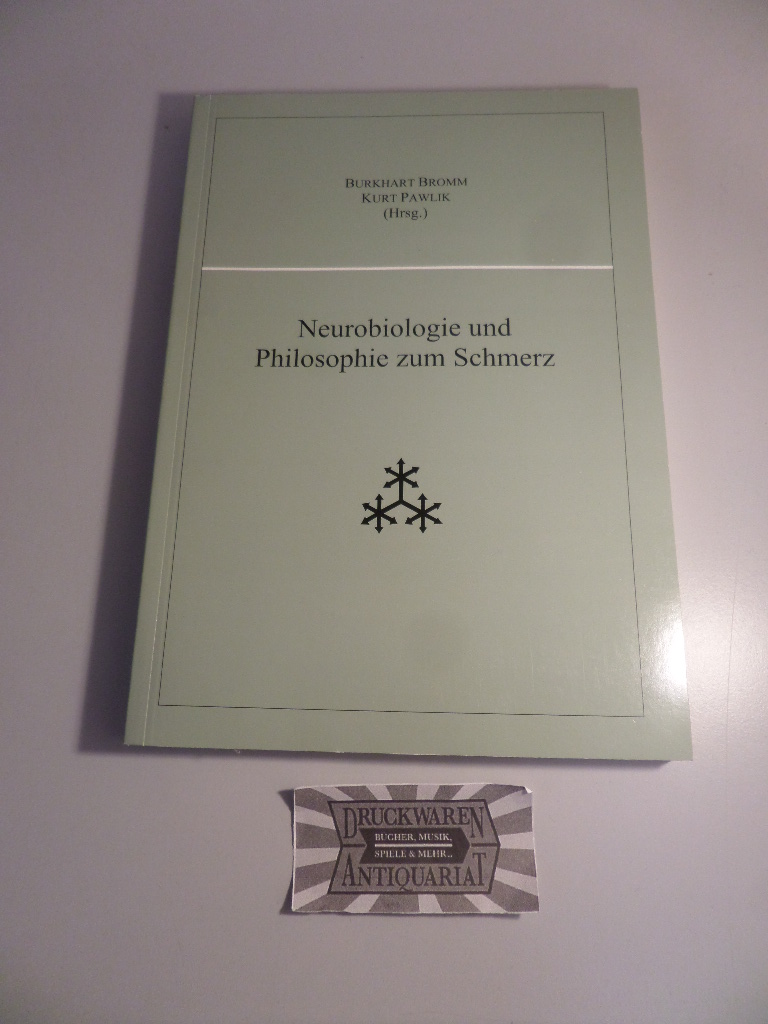 BURKHART BROMM
KURT PAWLIK
(Hrsg.)
Neurobiologie und
Philosophie zum Schmerz
DRUCKWAREN
BÜCHER, MUSIK,
SPIELE & MEHR...
ANTIQUARIAT